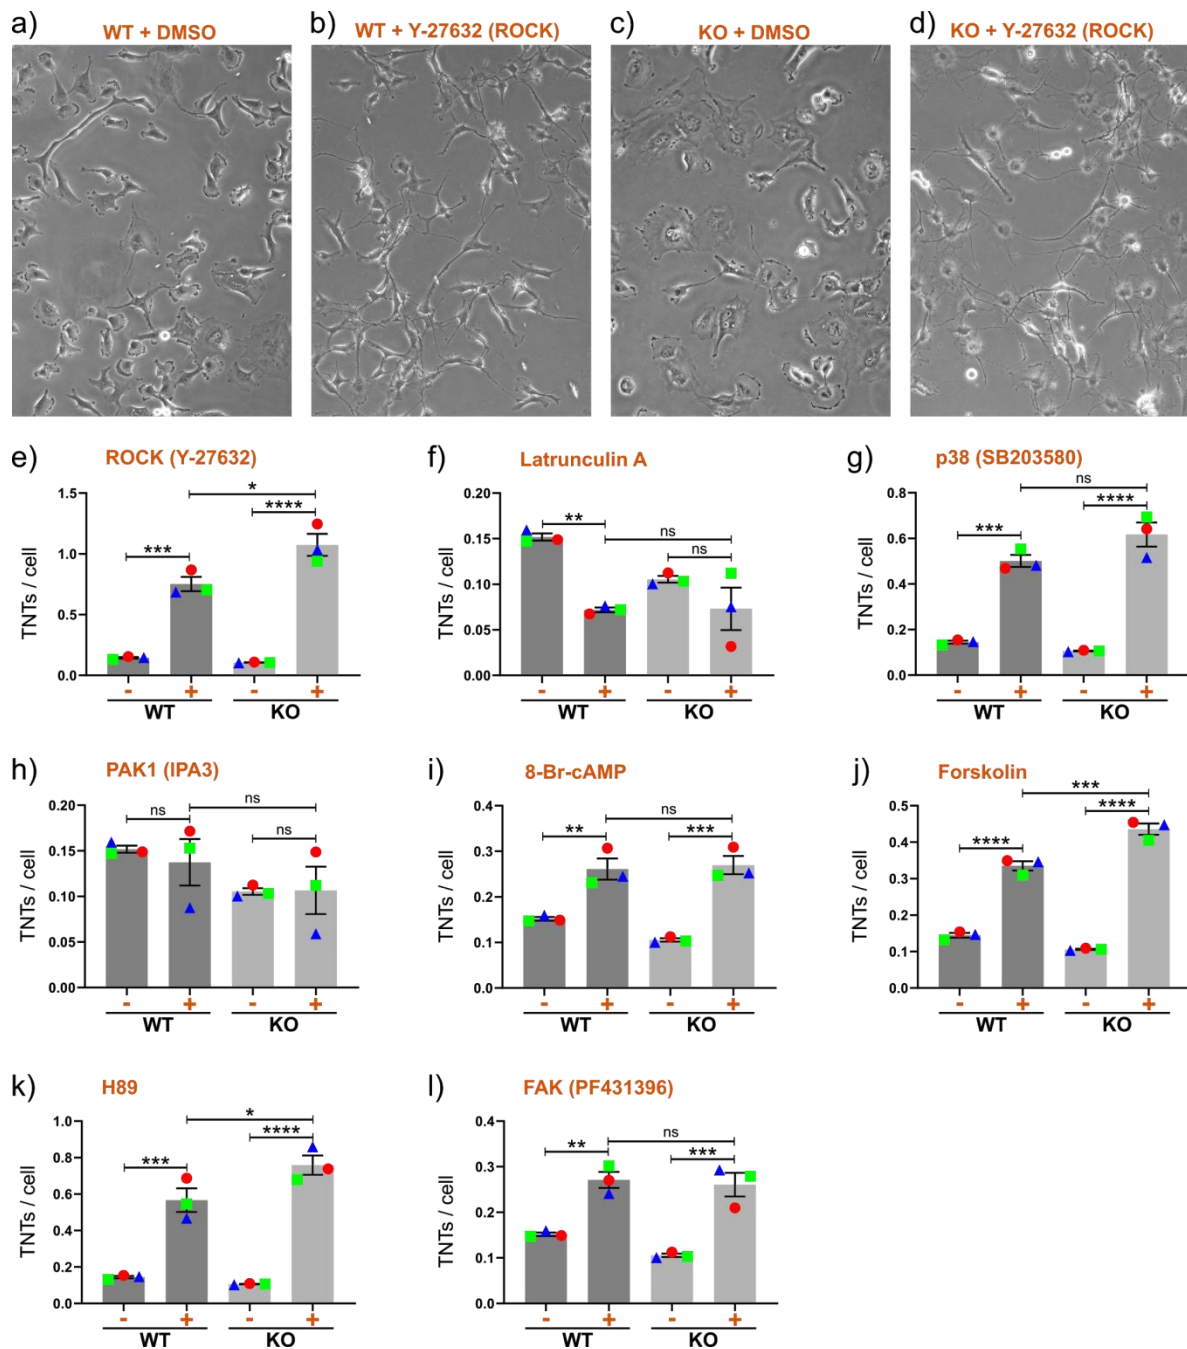 a) WT + DMSO b) WT + Y-27632 (ROCK) c) KO + DMSO d) KO + Y-27632 (ROCK)
e) ROCK (Y-27632)
TNTs / cell
1.5
1.0
0.5
0.0
*
***
****
- + - +
WT KO
f) Latrunculin A
TNTs / cell
0.20
0.15
0.10
0.05
0.00
**
ns
ns
- + - +
WT KO
g) p38 (SB203580)
TNTs / cell
0.8
0.6
0.4
0.2
0.0
ns
***
****
- + - +
WT KO
h) PAK1 (IPA3)
TNTs / cell
0.20
0.15
0.10
0.05
0.00
ns
ns
ns
- + - +
WT KO
i) 8-Br-cAMP
TNTs / cell
0.4
0.3
0.2
0.1
0.0
ns
**
***
- + - +
WT KO
j) Forskolin
TNTs / cell
0.5
0.4
0.3
0.2
0.1
0.0
***
****
****
- + - +
WT KO
k) H89
TNTs / cell
1.0
0.8
0.6
0.4
0.2
0.0
*
***
****
- + - +
WT KO
l) FAK (PF431396)
TNTs / cell
0.4
0.3
0.2
0.1
0.0
ns
**
***
- + - +
WT KO